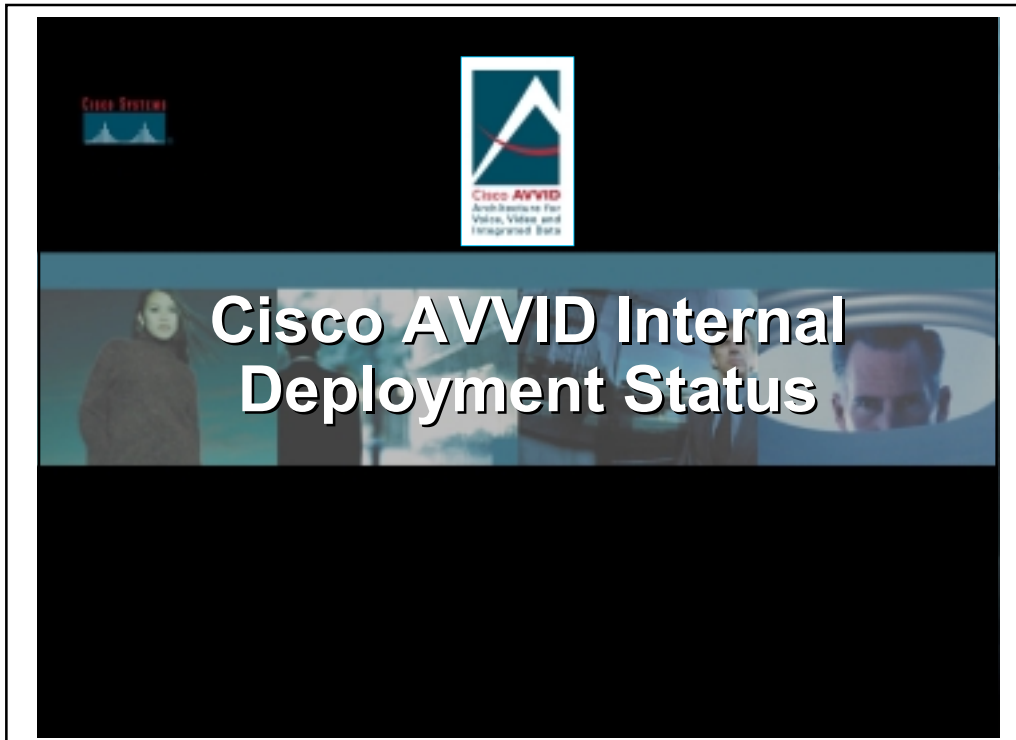 CISCO SYSTEMS
Cisco AVVID
Architecture for
Voice, Video and
Integrated Data
Cisco AVVID Internal
Deployment Status